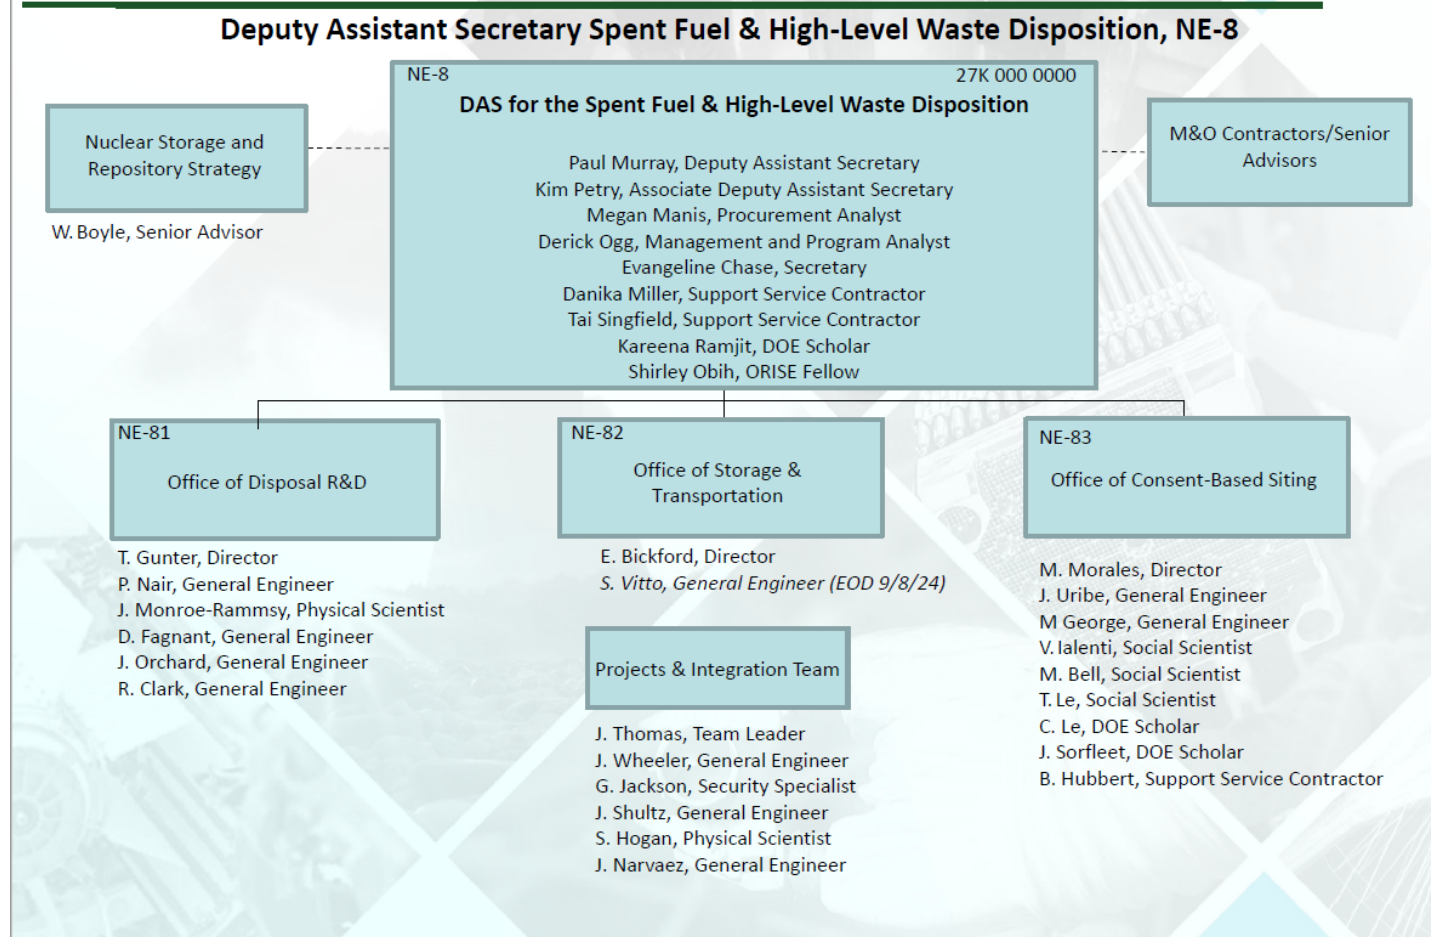 Deputy Assistant Secretary Spent Fuel & High-Level Waste Disposition, NE-8
NE-8 27K 000 0000
DAS for the Spent Fuel & High-Level Waste Disposition
Paul Murray, Deputy Assistant Secretary
Kim Petry, Associate Deputy Assistant Secretary
Megan Manis, Procurement Analyst
Derick Ogg, Management and Program Analyst
Evangeline Chase, Secretary
Danika Miller, Support Service Contractor
Tai Singfield, Support Service Contractor
Kareena Ramjit, DOE Scholar
Shirley Obih, ORISE Fellow
Nuclear Storage and
Repository Strategy
W. Boyle, Senior Advisor
M&O Contractors/Senior
Advisors
NE-81
Office of Disposal R&D
T. Gunter, Director
P. Nair, General Engineer
J. Monroe-Rammsy, Physical Scientist
D. Fagnant, General Engineer
J. Orchard, General Engineer
R. Clark, General Engineer
NE-82
Office of Storage &
Transportation
E. Bickford, Director
S. Vitto, General Engineer (EOD 9/8/24)
Projects & Integration Team
J. Thomas, Team Leader
J. Wheeler, General Engineer
G. Jackson, Security Specialist
J. Shultz, General Engineer
S. Hogan, Physical Scientist
J. Narvaez, General Engineer
NE-83
Office of Consent-Based Siting
M. Morales, Director
J. Uribe, General Engineer
M George, General Engineer
V. Ialenti, Social Scientist
M. Bell, Social Scientist
T. Le, Social Scientist
C. Le, DOE Scholar
J. Sorfleet, DOE Scholar
B. Hubbert, Support Service Contractor